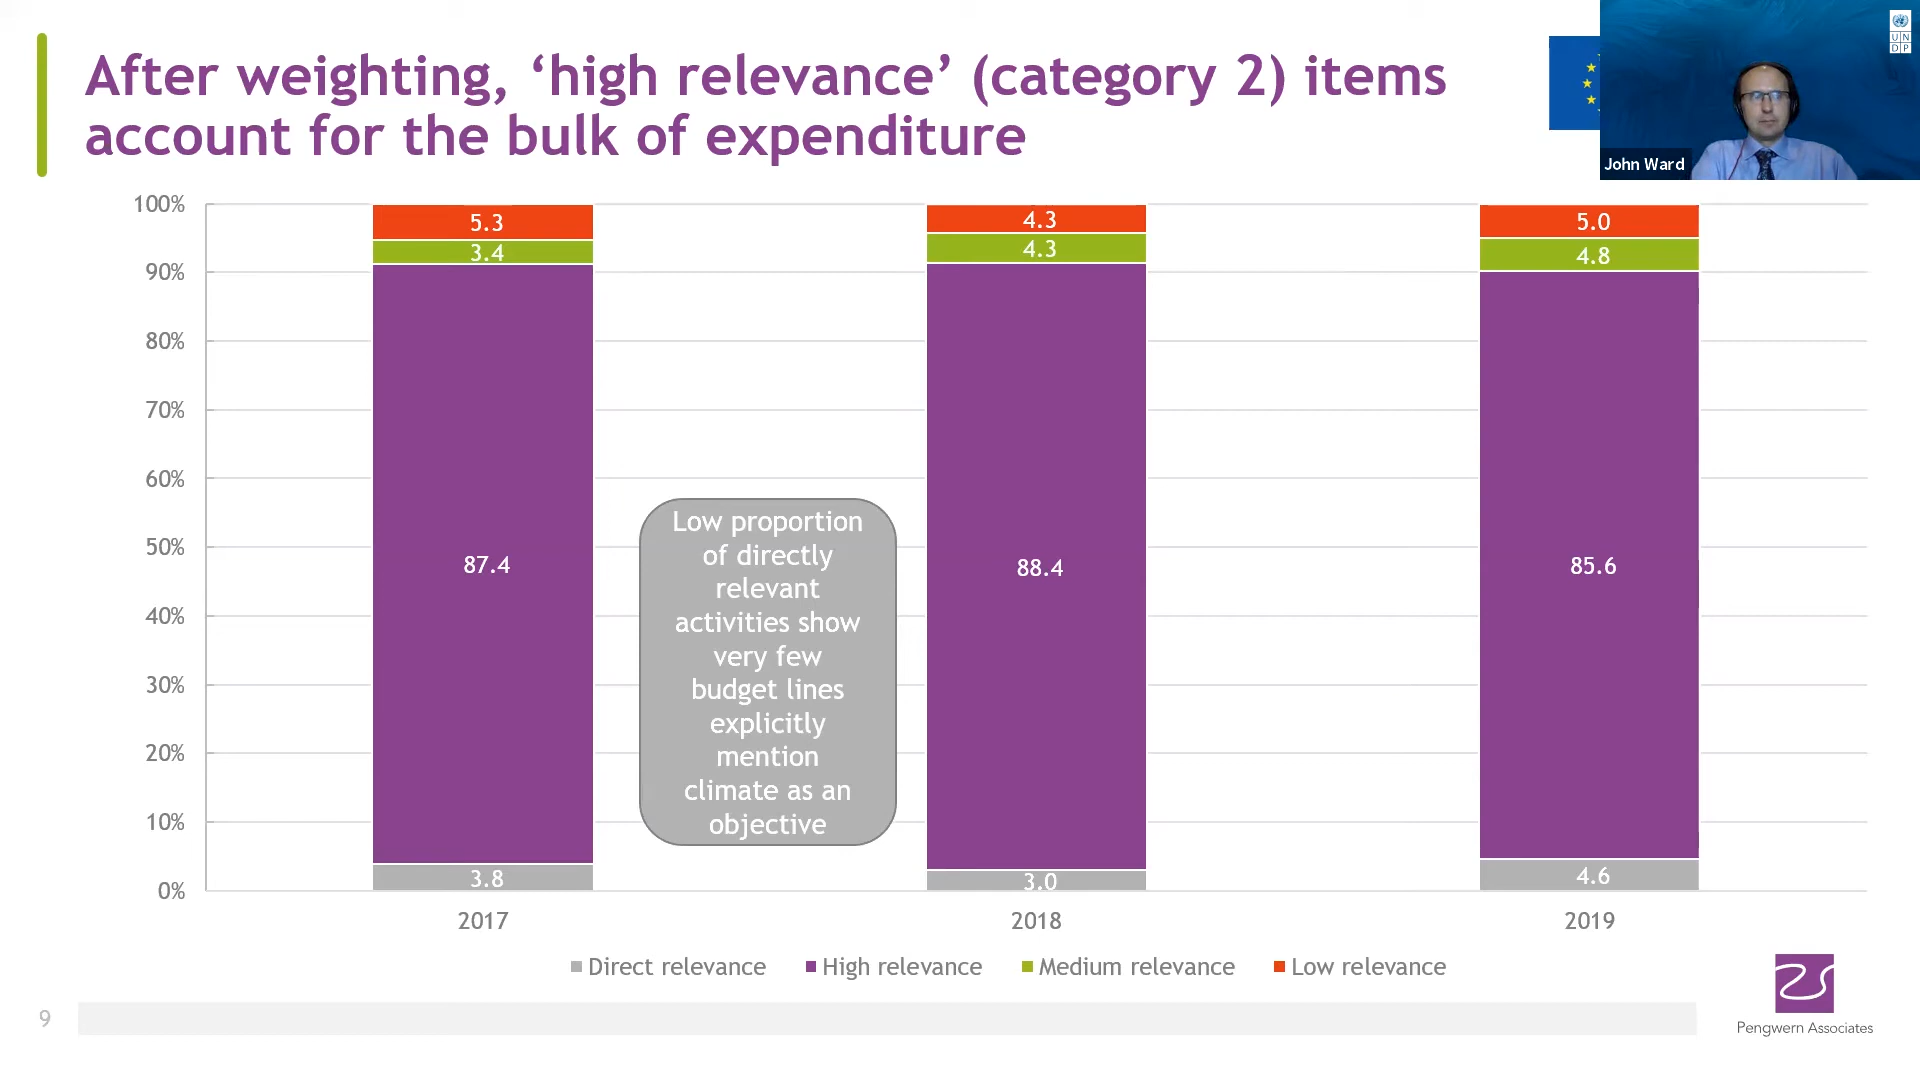 After weighting, ‘high relevance’ (category 2) items
account for the bulk of expenditure
U N
D P
John Ward
100%
90%
80%
70%
60%
50%
40%
30%
20%
10%
0%
5.3
3.4
87.4
3.8
4.3
4.3
88.4
3.0
5.0
4.8
85.6
4.6
Low proportion
of directly
relevant
activities show
very few
budget lines
explicitly
mention
climate as an
objective
2017
2018
2019
Direct relevance
High relevance
Medium relevance
Low relevance
9
Pengwern Associates